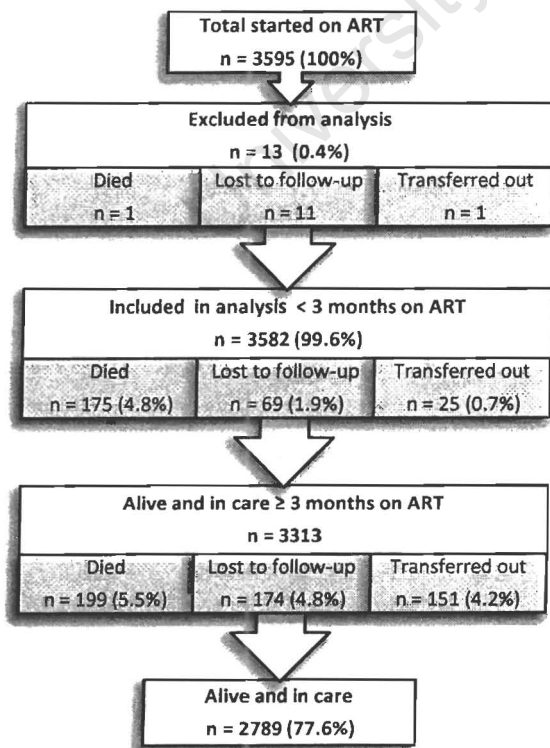 Total started on ART
n = 3595 (100%)
Excluded from analysis
n = 13 (0.4%)
Died Lost to follow-up Transferred out
n = 1 n = 11 n = 1
Included in analysis < 3 months on ART
n = 3582 (99.6%)
Died Lost to follow-up Transferred out
n = 175 (4.8%) n = 69 (1.9%) n = 25 (0.7%)
Alive and in care ≥ 3 months on ART
n = 3313
Died Lost to follow-up Transferred out
n = 199 (5.5%) n = 174 (4.8%) n = 151 (4.2%)
Alive and in care
n = 2789 (77.6%)